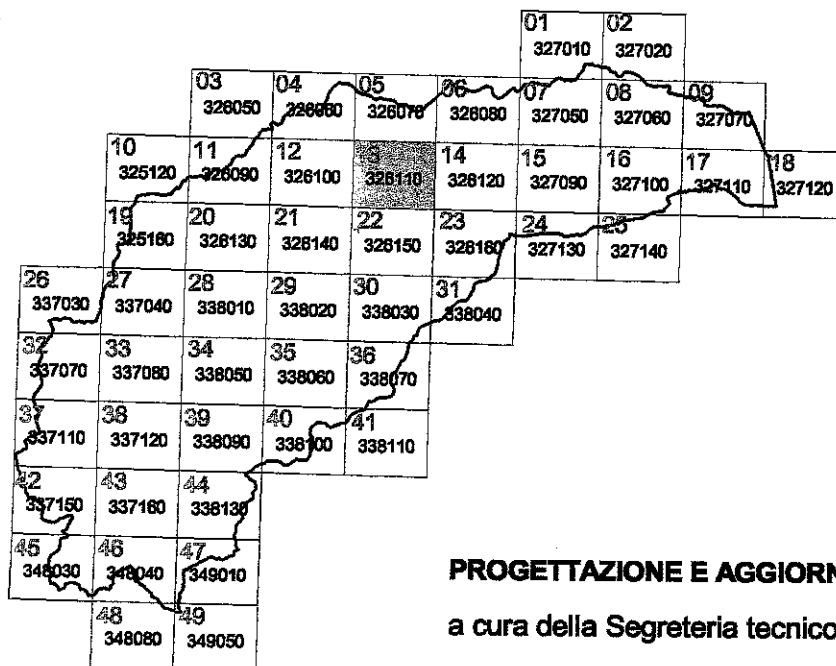 01 02
327010 327020
03 04 05 06 07 08 09
326050 326060 326070 326080 327050 327060 327070
10 11 12 13 14 15 16 17 18
325120 326090 326100 326110 326120 327090 327100 327110 327120
19 20 21 22 23 24 25
325160 326130 326140 326150 326160 327130 327140
26 27 28 29 30 31
337030 337040 338010 338020 338030 338040
32 33 34 35 36
337070 337080 338050 338060 338070
37 38 39 40 41
337110 337120 338090 338100 338110
42 43 44
337150 337160 338130
45 46 47
348030 348040 349010
48 49
348080 349050
PROGETTAZIONE E AGGIORN
a cura della Segreteria tecnico